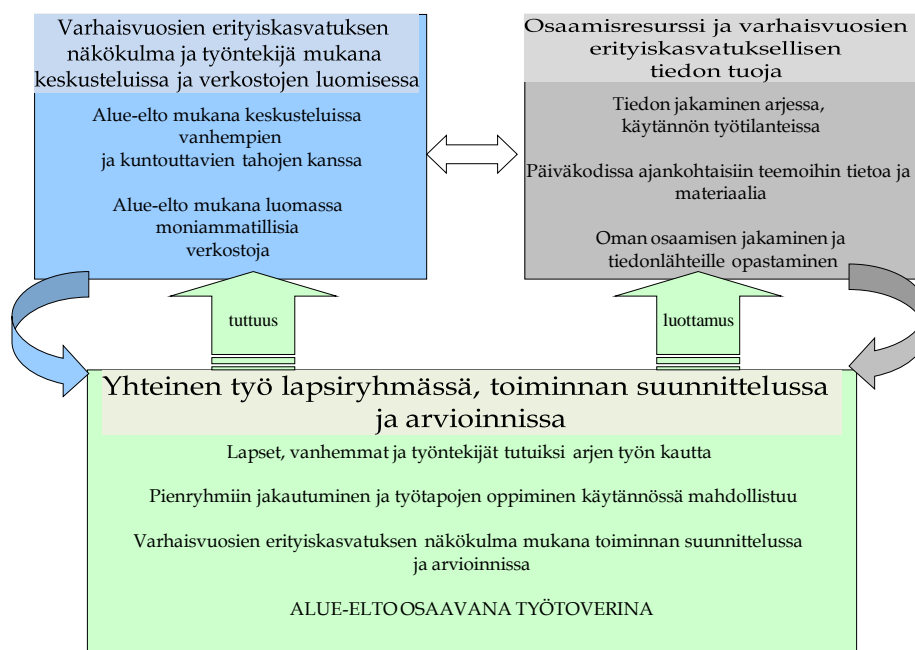 Varhaisvuosien erityiskasvatuksen
näkökulma ja työntekijä mukana
keskusteluissa ja verkostojen luomisessa
Alue-elto mukana keskusteluissa
vanhempien
ja kuntouttavien tahojen kanssa
Alue-elto mukana luomassa
moniammatillisia
verkostoja
Osaamisresurssi ja varhaisvuosien
erityiskasvatuksellisen
tiedon tuoja
Tiedon jakaminen arjessa,
käytännön työtilanteissa
Päiväkodissa ajankohtaisiin teemoihin tietoa ja
materiaalia
Oman osaamisen jakaminen ja
tiedonlähteille opastaminen
tuttuus
luottamus
Yhteinen työ lapsiryhmässä, toiminnan suunnittelussa
ja arvioinnissa
Lapset, vanhemmat ja työntekijät tutuiksi arjen työn kautta
Pienryhmiin jakautuminen ja työtapojen oppiminen käytännössä mahdollistuu
Varhaisvuosien erityiskasvatuksen näkökulma mukana toiminnan suunnittelussa
ja arvioinnissa
ALUE-ELTO OSAAVANA TYÖTOVERINA